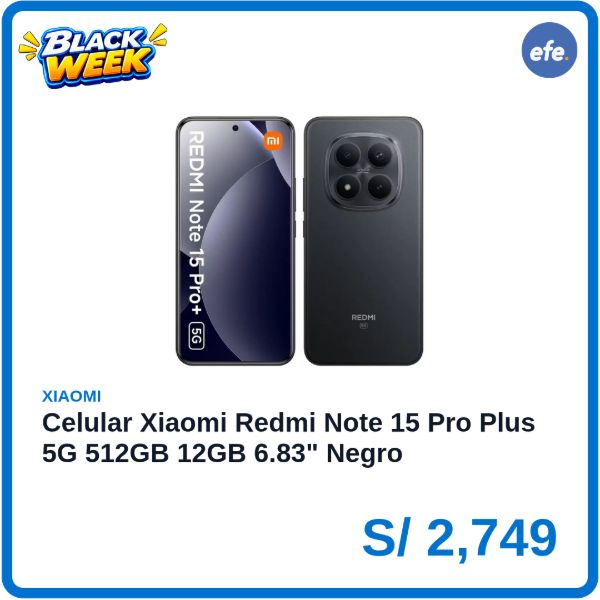 BLACK
WEEK
efe.
REDMI Note 15 Pro+
5G
mi
REDMI
XIAOMI
Celular Xiaomi Redmi Note 15 Pro Plus
5G 512GB 12GB 6.83" Negro
S/ 2,749